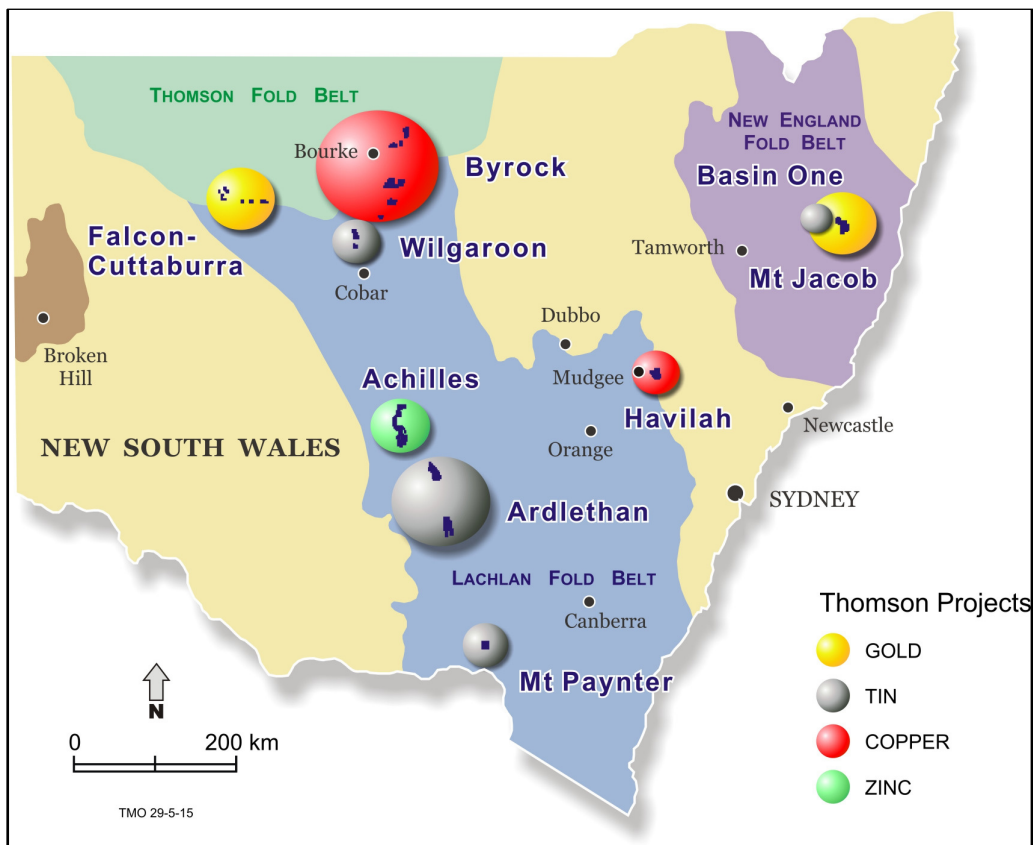 THOMSON FOLD BELT
NEW ENGLAND
FOLD BELT
Bourke
Byrock
Basin One
Falcon-
Cuttaburra
Wilgaroon
Tamworth
Mt Jacob
Cobar
Broken
Hill
Dubbo
Mudgee
Achilles
Havilah
Newcastle
NEW SOUTH WALES
Orange
SYDNEY
Ardlethan
LACHLAN FOLD BELT
Canberra
Mt Paynter
N
0 200 km
TMO 29-5-15
Thomson Projects
GOLD
TIN
COPPER
ZINC